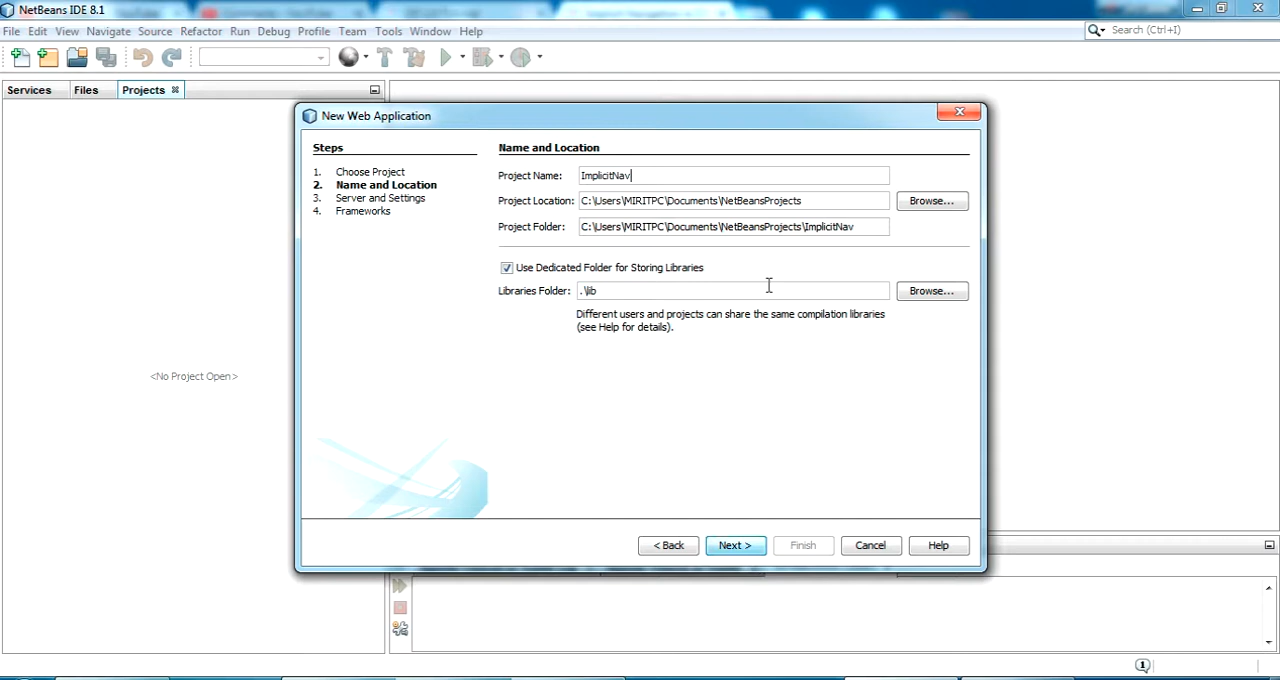 NetBeans IDE 8.1
File Edit View Navigate Source Refactor Run Debug Profile Team Tools Window Help
Search (Ctrl+I)
Services Files Projects
New Web Application
Steps
1. Choose Project
2. Name and Location
3. Server and Settings
4. Frameworks
Name and Location
Project Name: ImplicitNav
Project Location: C:\Users\MIRITPC\Documents\NetBeansProjects Browse...
Project Folder: C:\Users\MIRITPC\Documents\NetBeansProjects\ImplicitNav
Use Dedicated Folder for Storing Libraries
Libraries Folder: .\lib Browse...
Different users and projects can share the same compilation libraries
(see Help for details).
<No Project Open>
< Back Next > Finish Cancel Help
1